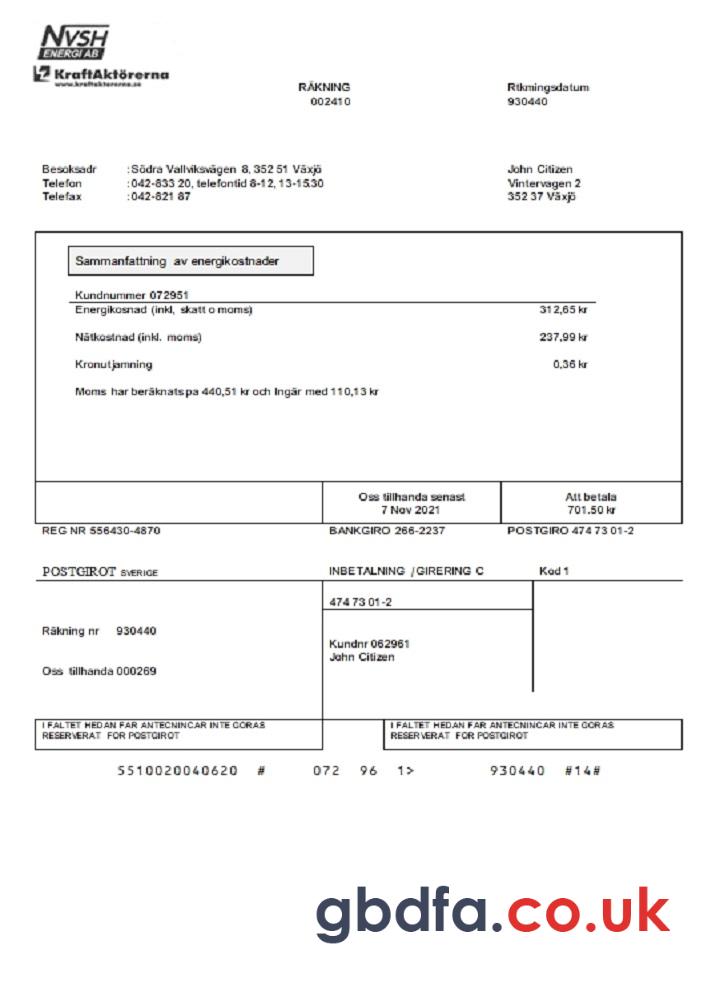 NVSH
ENERGI AB
KraftAktörerna
www.kraftaktorerna.se
RÄKNING
002410
Rtkmingsdatum
930440
Besoksadr :Södra Vallviksvägen 8, 352 51 Växjö
Telefon :042-833 20, telefontid 8-12, 13-1530
Telefax :042-821 87
John Citizen
Vintervagen 2
352 37 Växjö
Sammanfattning av energikostnader
Kundnummer 072951
Energikosnad (inkl, skatt o moms) 312,65 kr
Nätkostnad (inkl. moms) 237,99 kr
Kronutjamning 0,36 kr
Moms har beräknats pa 440,51 kr och Ingär med 110,13 kr
Oss tillhanda senast
7 Nov 2021
Att betala
701.50 kr
REG NR 556430-4870 BANKGIRO 266-2237 POSTGIRO 474 73 01-2
POSTGIROT SVERIGE INBETALNING /GIRERING C Kod 1
474 73 01-2
Räkning nr 930440
Kundnr 062961
John Citizen
Oss tillhanda 000269
I FALTET HEDAN FAR ANTECNINCAR INTE GORAS
RESERVERAT FOR POSTGIROT
I FALTET HEDAN FAR ANTECNINCAR INTE GORAS
RESERVERAT FOR POSTGIROT
5510020040620 # 072 96 1> 930440 #14#
gbdfa.co.uk